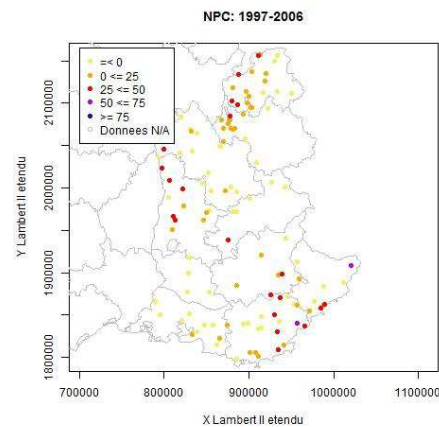 NPC: 1997-2006
=< 0
0 <= 25
25 <= 50
50 <= 75
>= 75
Donnees N/A
Y Lambert II etendu
1800000
1900000
2000000
2100000
700000 800000 900000 1000000 1100000
X Lambert II etendu